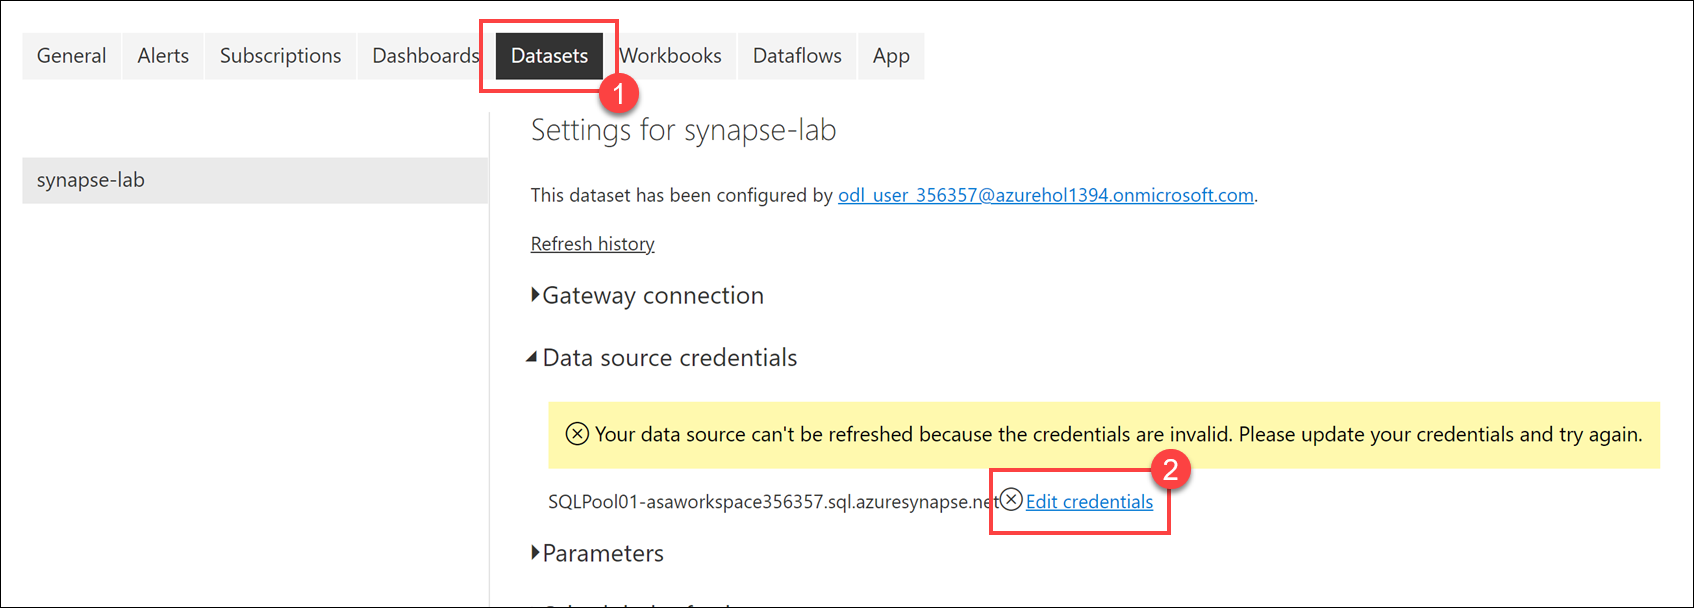 General Alerts Subscriptions Dashboards Datasets Workbooks Dataflows App
1
Settings for synapse-lab
synapse-lab
This dataset has been configured by odl_user_356357@azurehol1394.onmicrosoft.com.
Refresh history
Gateway connection
Data source credentials
Your data source can't be refreshed because the credentials are invalid. Please update your credentials and try again.
2
SQLPool01-asaworkspace356357.sql.azuresynapse.net Edit credentials
Parameters